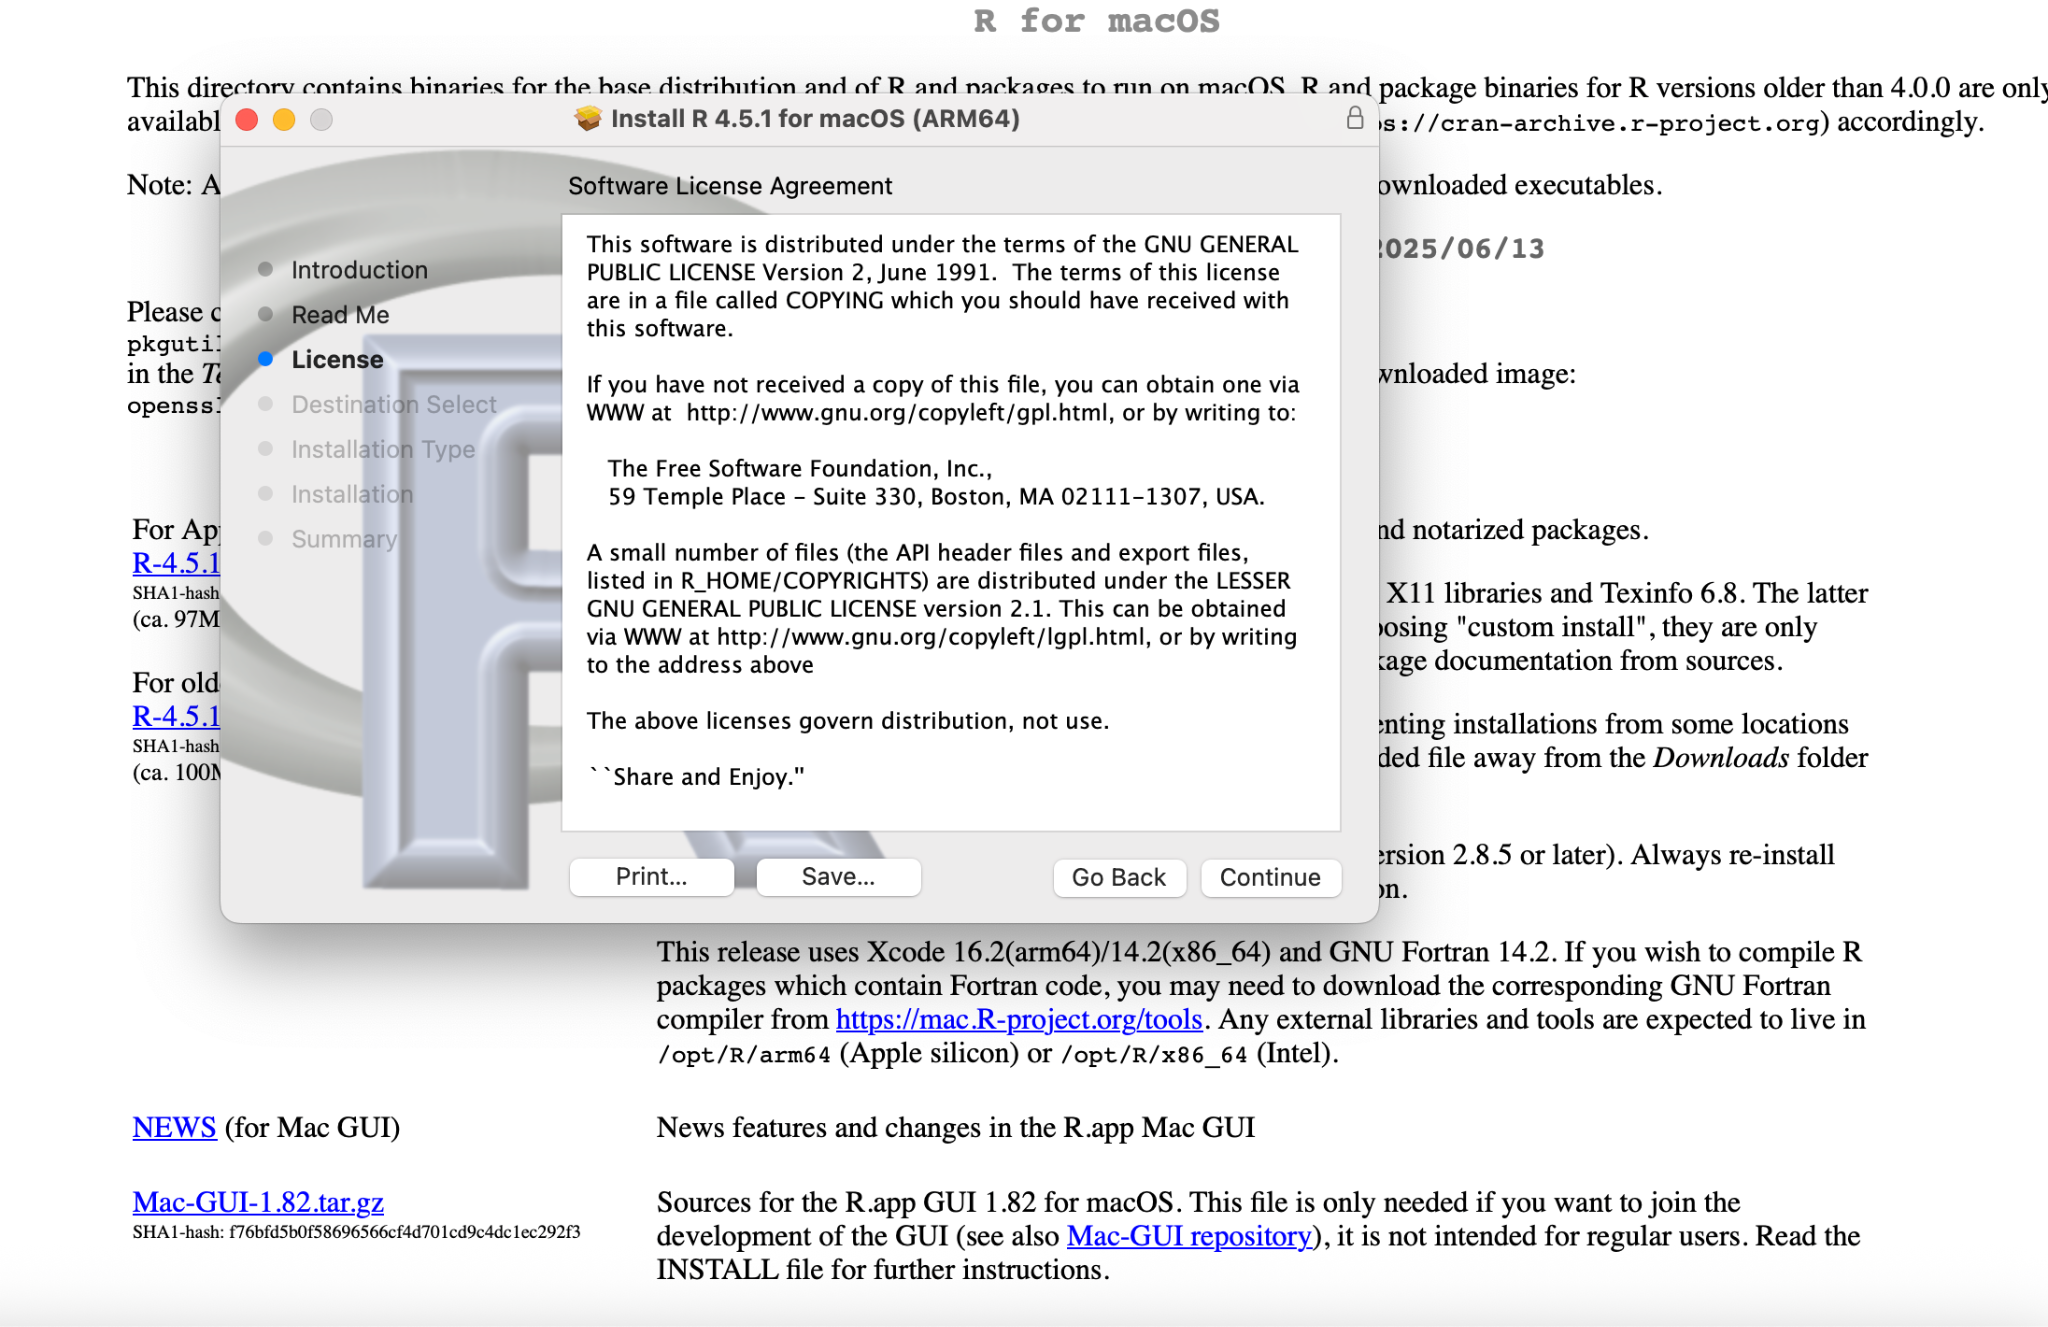 R for macOS
This directory contains binaries for the base distribution and of R and packages to run on macOS. R and package binaries for R versions older than 4.0.0 are only
availabl
s://cran-archive.r-project.org) accordingly.
Install R 4.5.1 for macOS (ARM64)
Note: A
ownloaded executables.
Software License Agreement
2025/06/13
Introduction
Read Me
License
Destination Select
Installation Type
Installation
Summary
This software is distributed under the terms of the GNU GENERAL
PUBLIC LICENSE Version 2, June 1991.  The terms of this license
are in a file called COPYING which you should have received with
this software.
If you have not received a copy of this file, you can obtain one via
WWW at  http://www.gnu.org/copyleft/gpl.html, or by writing to:
The Free Software Foundation, Inc.,
59 Temple Place – Suite 330, Boston, MA 02111–1307, USA.
A small number of files (the API header files and export files,
listed in R_HOME/COPYRIGHTS) are distributed under the LESSER
GNU GENERAL PUBLIC LICENSE version 2.1. This can be obtained
via WWW at http://www.gnu.org/copyleft/lgpl.html, or by writing
to the address above
The above licenses govern distribution, not use.
``Share and Enjoy.''
Print...
Save...
Go Back
Continue
Please c
pkgutil
in the Te
wnloaded image:
openssl
For App
nd notarized packages.
R-4.5.1
SHA1-hash
(ca. 97M
X11 libraries and Texinfo 6.8. The latter
oosing "custom install", they are only
kage documentation from sources.
For olde
R-4.5.1
SHA1-hash
(ca. 100M
enting installations from some locations
ded file away from the Downloads folder
ersion 2.8.5 or later). Always re-install
on.
This release uses Xcode 16.2(arm64)/14.2(x86_64) and GNU Fortran 14.2. If you wish to compile R
packages which contain Fortran code, you may need to download the corresponding GNU Fortran
compiler from https://mac.R-project.org/tools. Any external libraries and tools are expected to live in
/opt/R/arm64 (Apple silicon) or /opt/R/x86_64 (Intel).
NEWS (for Mac GUI)
News features and changes in the R.app Mac GUI
Mac-GUI-1.82.tar.gz
SHA1-hash: f76bfd5b0f58696566cf4d701cd9c4dc1ec292f3
Sources for the R.app GUI 1.82 for macOS. This file is only needed if you want to join the
development of the GUI (see also Mac-GUI repository), it is not intended for regular users. Read the
INSTALL file for further instructions.